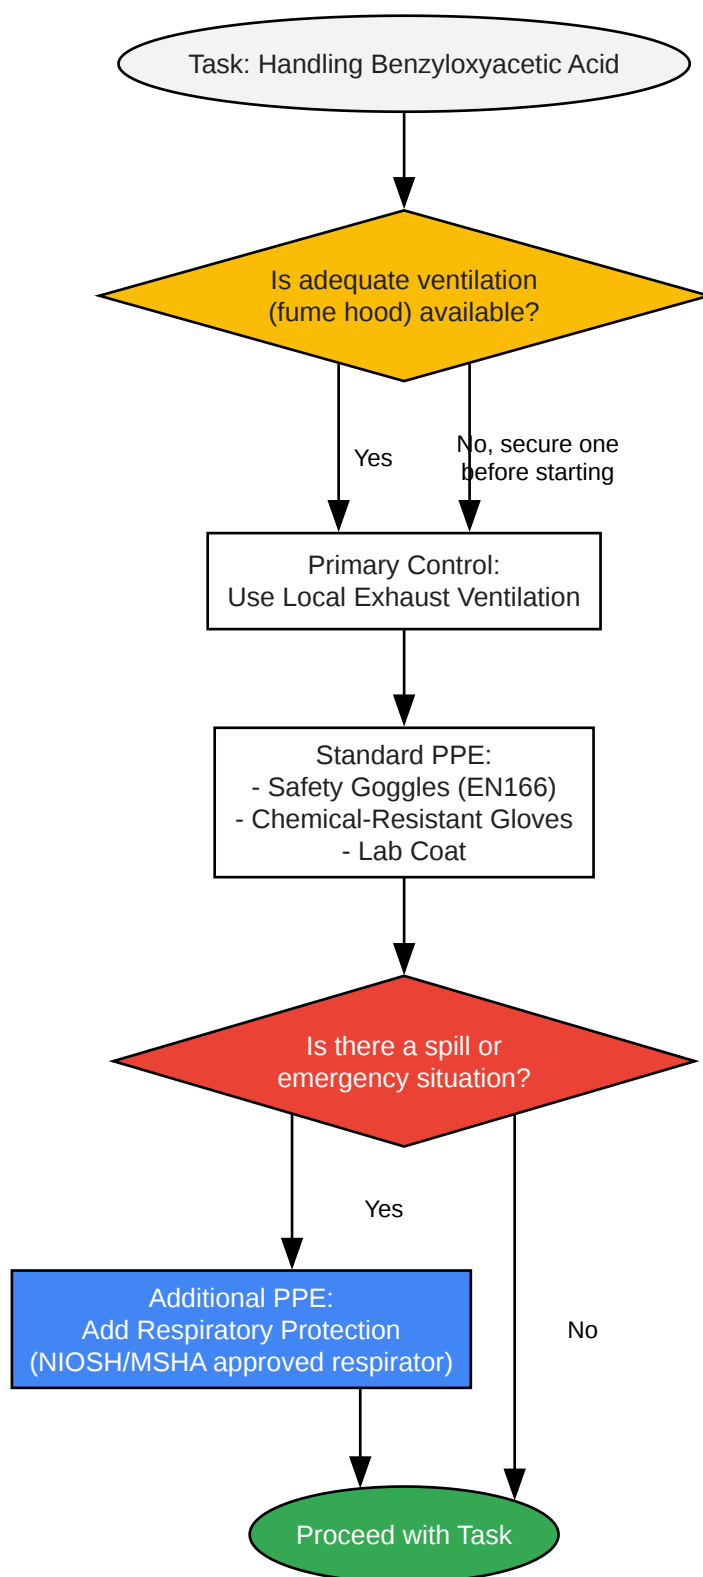 Task: Handling Benzyloxyacetic Acid
Is adequate ventilation
(fume hood) available?
Yes
No, secure one
before starting
Primary Control:
Use Local Exhaust Ventilation
Standard PPE:
- Safety Goggles (EN166)
- Chemical-Resistant Gloves
- Lab Coat
Is there a spill or
emergency situation?
Yes
Additional PPE:
Add Respiratory Protection
(NIOSH/MSHA approved respirator)
No
Proceed with Task